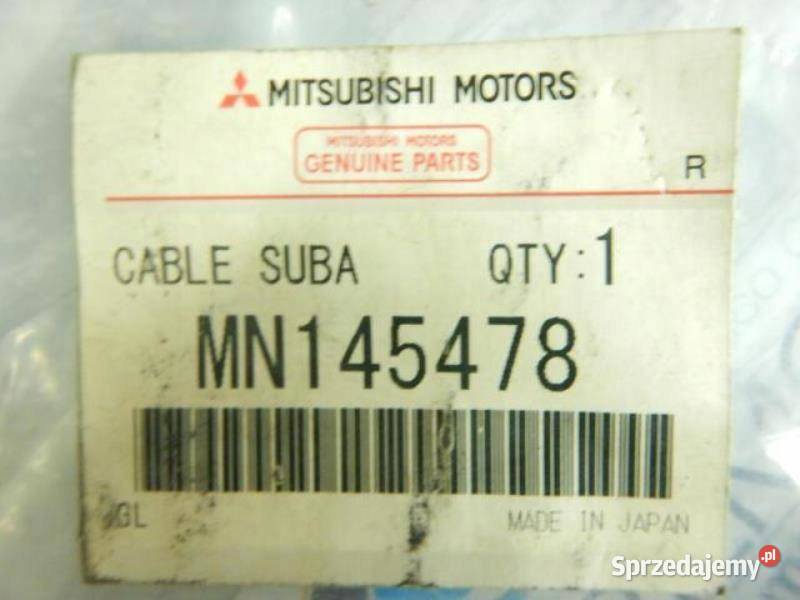 MITSUBISHI MOTORS
MITSUBISHI MOTORS
GENUINE PARTS
R
CABLE SUBA QTY:1
MN145478
GL MADE IN JAPAN
Sprzedajemy.pl